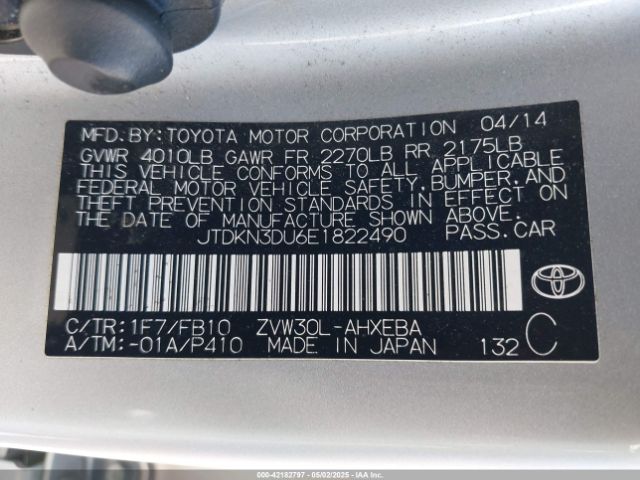 MFD. BY: TOYOTA MOTOR CORPORATION 04/14
GVWR 4010LB GAWR FR 2270LB RR 2175LB
THIS VEHICLE CONFORMS TO ALL APPLICABLE
FEDERAL MOTOR VEHICLE SAFETY, BUMPER, AND
THEFT PREVENTION STANDARDS IN EFFECT ON
THE DATE OF MANUFACTURE SHOWN ABOVE.
JTDKN3DU6E1822490 PASS. CAR
C/TR: 1F7/FB10 ZVW30L-AHXEBA
A/TM: -01A/P410 MADE IN JAPAN 132 C
TOYOTA
000-42182797 - 05/02/2025 - IAAI.COM